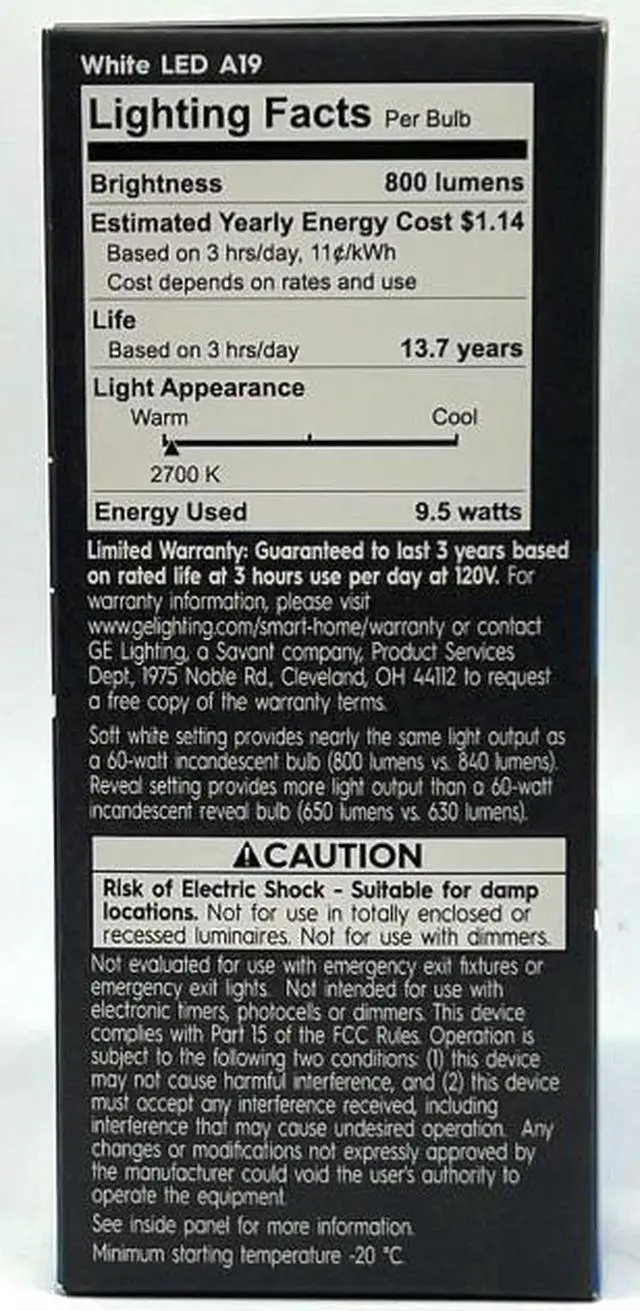 White LED A19
Lighting Facts Per Bulb
Brightness 800 lumens
Estimated Yearly Energy Cost $1.14
Based on 3 hrs/day, 11¢/kWh
Cost depends on rates and use
Life
Based on 3 hrs/day 13.7 years
Light Appearance
Warm Cool
2700 K
Energy Used 9.5 watts
Limited Warranty: Guaranteed to last 3 years based
on rated life at 3 hours use per day at 120V. For
warranty information, please visit
www.gelighting.com/smart-home/warranty or contact
GE Lighting, a Savant company, Product Services
Dept, 1975 Noble Rd., Cleveland, OH 44112 to request
a free copy of the warranty terms.
Soft white setting provides nearly the same light output as
a 60-watt incandescent bulb (800 lumens vs. 840 lumens).
Reveal setting provides more light output than a 60-watt
incandescent reveal bulb (650 lumens vs. 630 lumens).
⚠CAUTION
Risk of Electric Shock - Suitable for damp
locations. Not for use in totally enclosed or
recessed luminaires. Not for use with dimmers.
Not evaluated for use with emergency exit fixtures or
emergency exit lights. Not intended for use with
electronic timers, photocells or dimmers. This device
complies with Part 15 of the FCC Rules. Operation is
subject to the following two conditions: (1) this device
may not cause harmful interference, and (2) this device
must accept any interference received, including
interference that may cause undesired operation. Any
changes or modifications not expressly approved by
the manufacturer could void the user's authority to
operate the equipment.
See inside panel for more information.
Minimum starting temperature -20 °C.